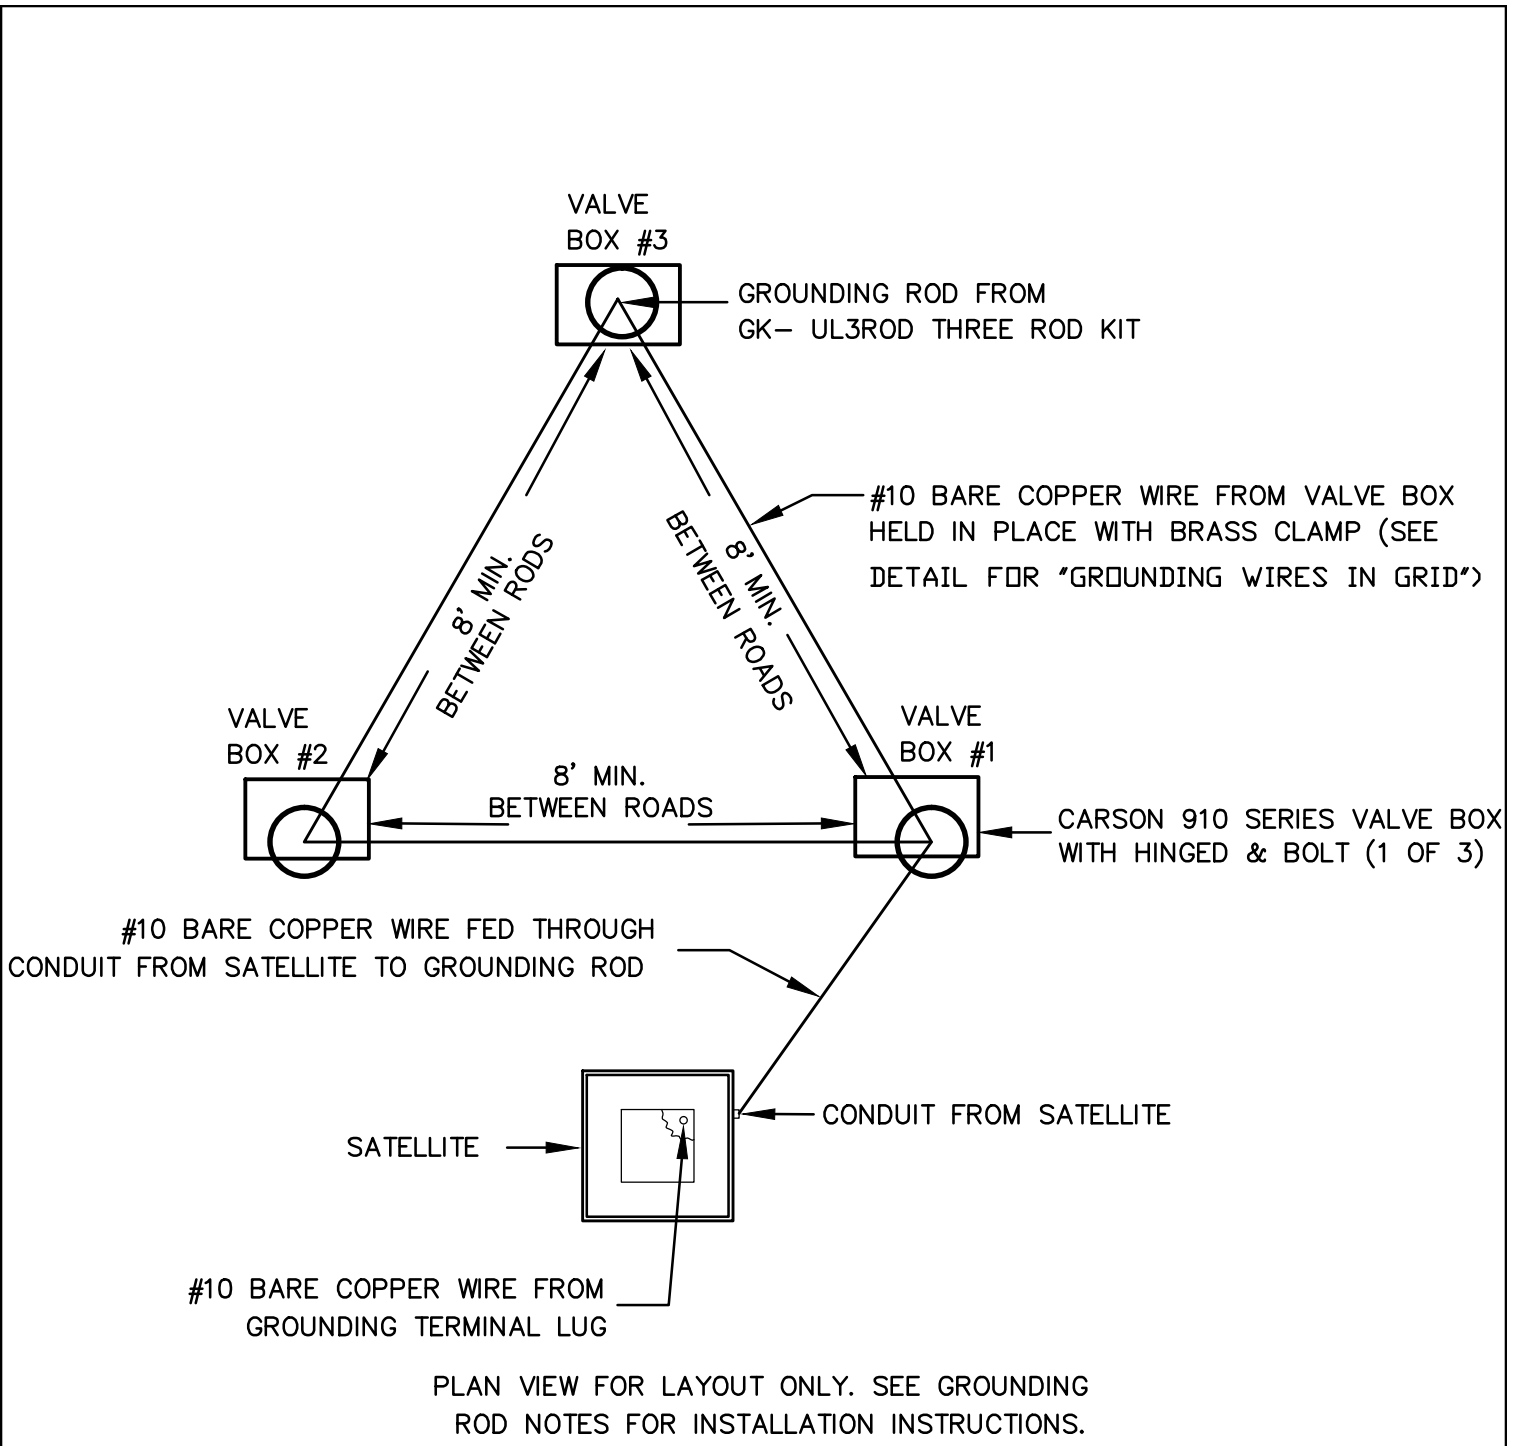 VALVE
BOX #3
GROUNDING ROD FROM
GK- UL3ROD THREE ROD KIT
#10 BARE COPPER WIRE FROM VALVE BOX
HELD IN PLACE WITH BRASS CLAMP (SEE
DETAIL FOR "GROUNDING WIRES IN GRID")
8' MIN.
BETWEEN RODS
8' MIN.
BETWEEN ROADS
VALVE
BOX #2
VALVE
BOX #1
8' MIN.
BETWEEN ROADS
CARSON 910 SERIES VALVE BOX
WITH HINGED & BOLT (1 OF 3)
#10 BARE COPPER WIRE FED THROUGH
CONDUIT FROM SATELLITE TO GROUNDING ROD
CONDUIT FROM SATELLITE
SATELLITE
#10 BARE COPPER WIRE FROM
GROUNDING TERMINAL LUG
PLAN VIEW FOR LAYOUT ONLY. SEE GROUNDING
ROD NOTES FOR INSTALLATION INSTRUCTIONS.